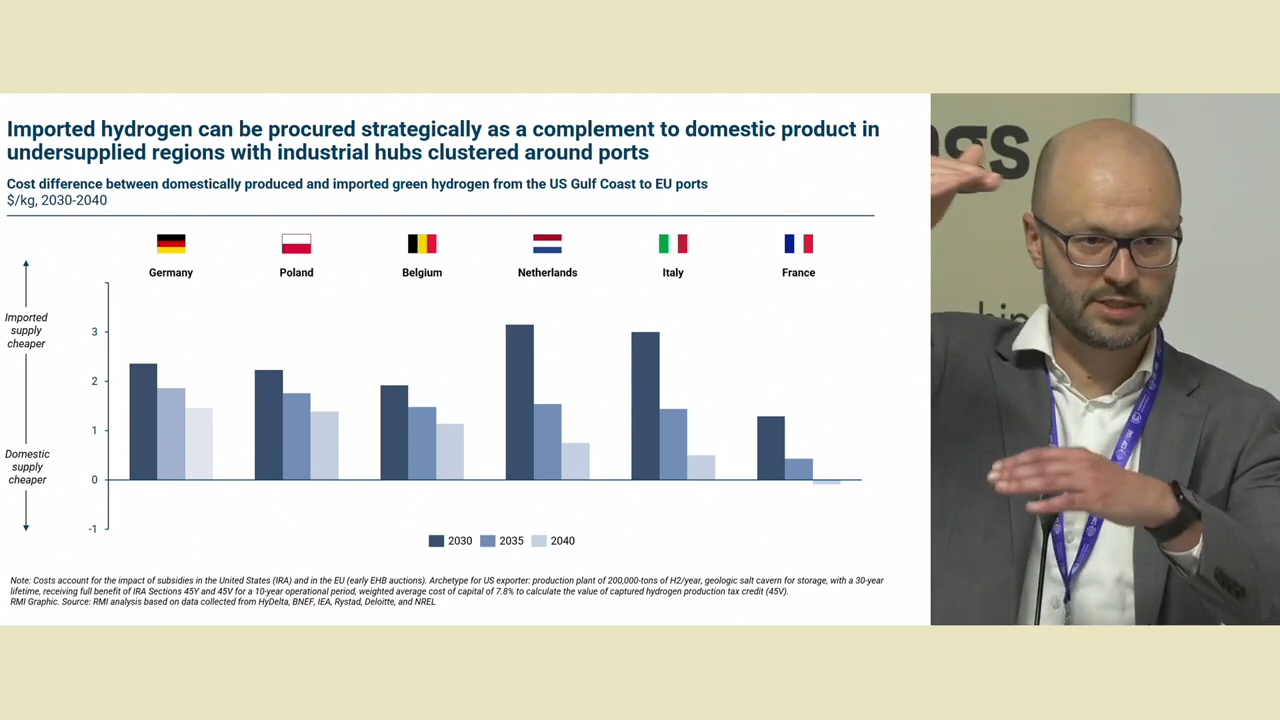 Imported hydrogen can be procured strategically as a complement to domestic product in
undersupplied regions with industrial hubs clustered around ports
Cost difference between domestically produced and imported green hydrogen from the US Gulf Coast to EU ports
$/kg, 2030-2040
Germany
Poland
Belgium
Netherlands
Italy
France
Imported
supply
cheaper
Domestic
supply
cheaper
3
2
1
0
-1
2030
2035
2040
Note: Costs account for the impact of subsidies in the United States (IRA) and in the EU (early EHB auctions). Archetype for US exporter: production plant of 200,000-tons of H2/year, geologic salt cavern for storage, with a 30-year
lifetime, receiving full benefit of IRA Sections 45Y and 45V for a 10-year operational period, weighted average cost of capital of 7.8% to calculate the value of captured hydrogen production tax credit (45V).
RMI Graphic. Source: RMI analysis based on data collected from HyDelta, BNEF, IEA, Rystad, Deloitte, and NREL